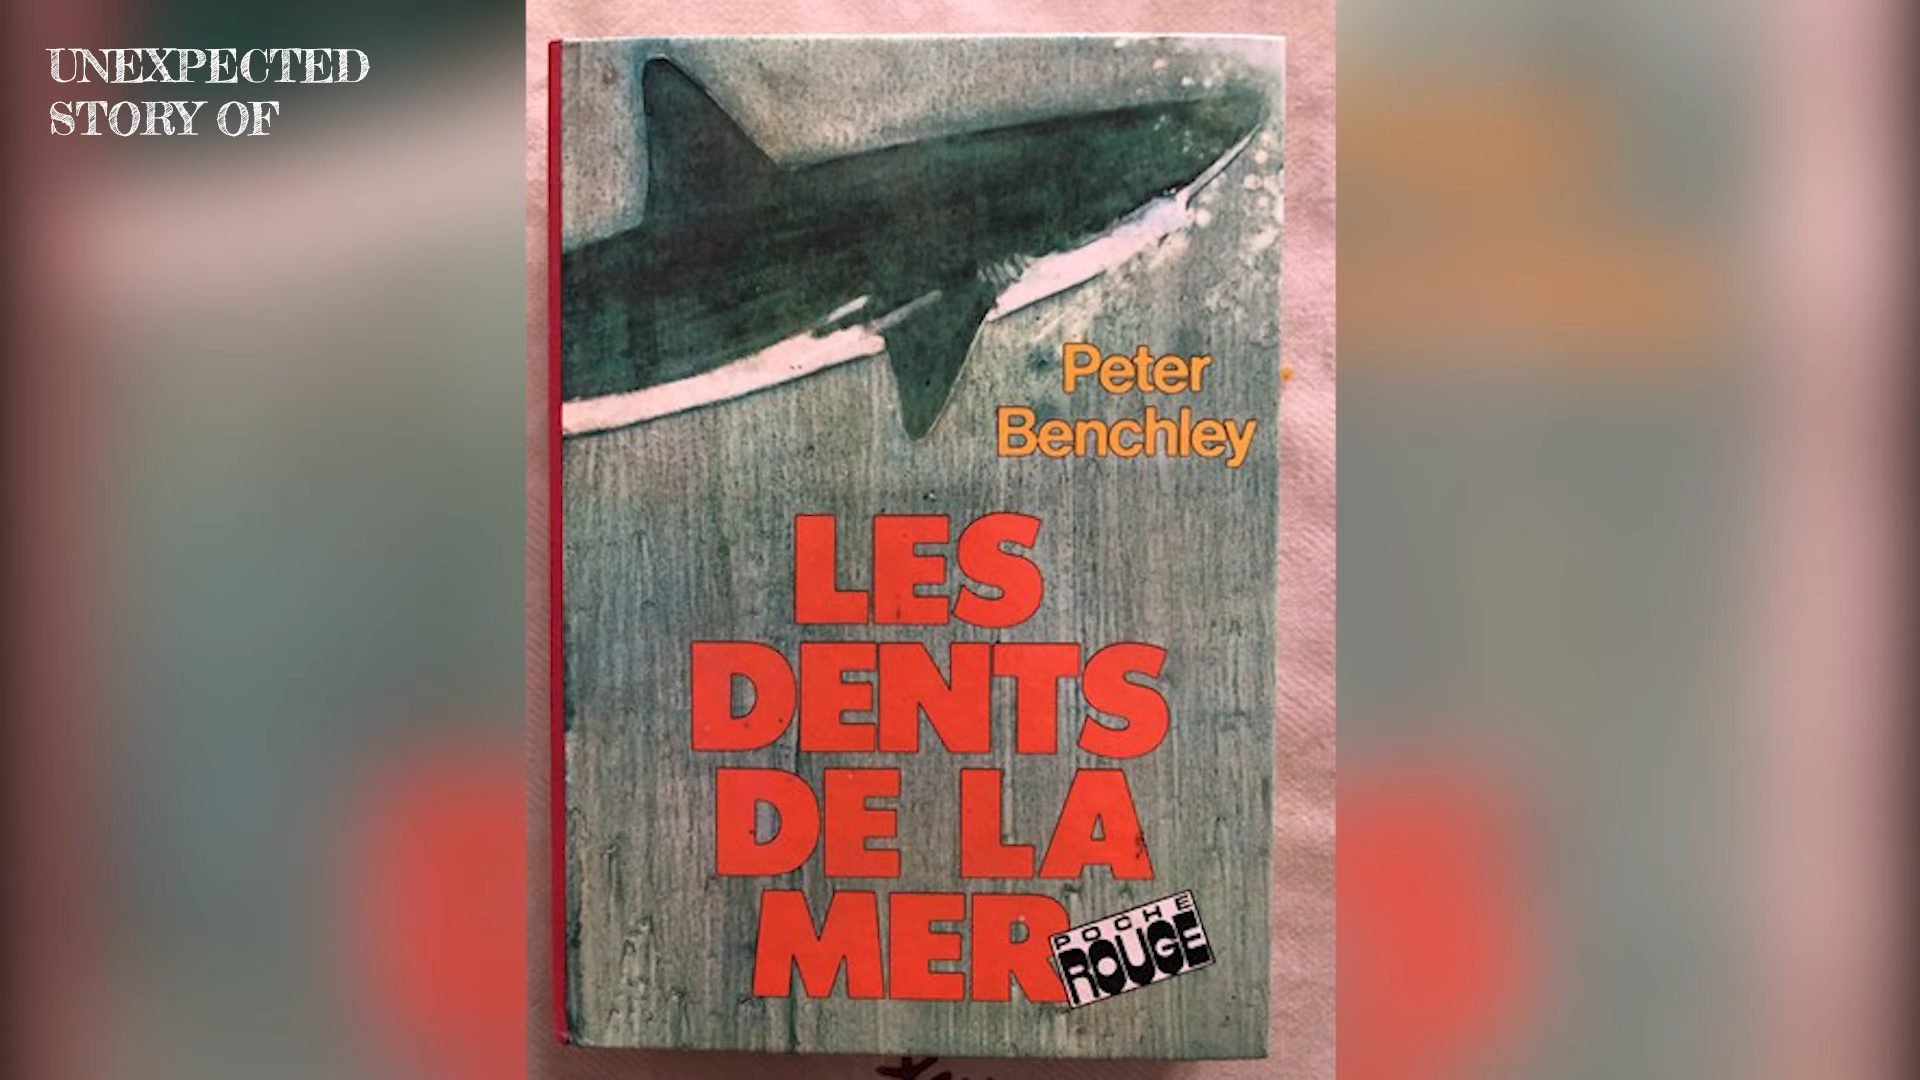 UNEXPECTED
STORY OF
Peter
Benchley
LES
DENTS
DE LA
MER
POCHE
ROUGE